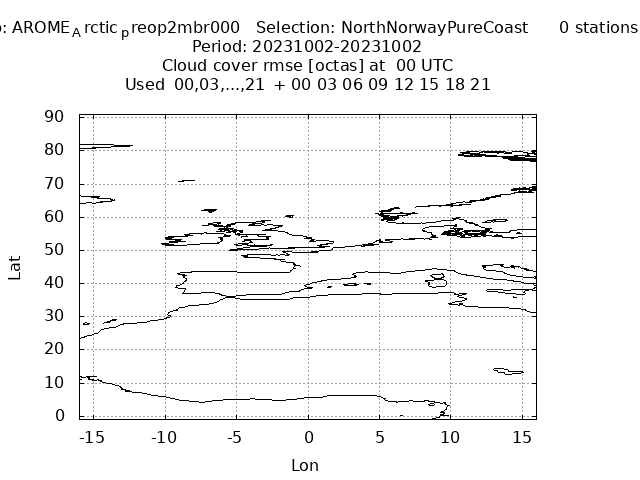 : AROME_Arctic_preop2mbr000 Selection: NorthNorwayPureCoast 0 stations
Period: 20231002-20231002
Cloud cover rmse [octas] at 00 UTC
Used 00,03,...,21 + 00 03 06 09 12 15 18 21
90
80
70
60
50
40
30
20
10
0
Lat
-15 -10 -5 0 5 10 15
Lon